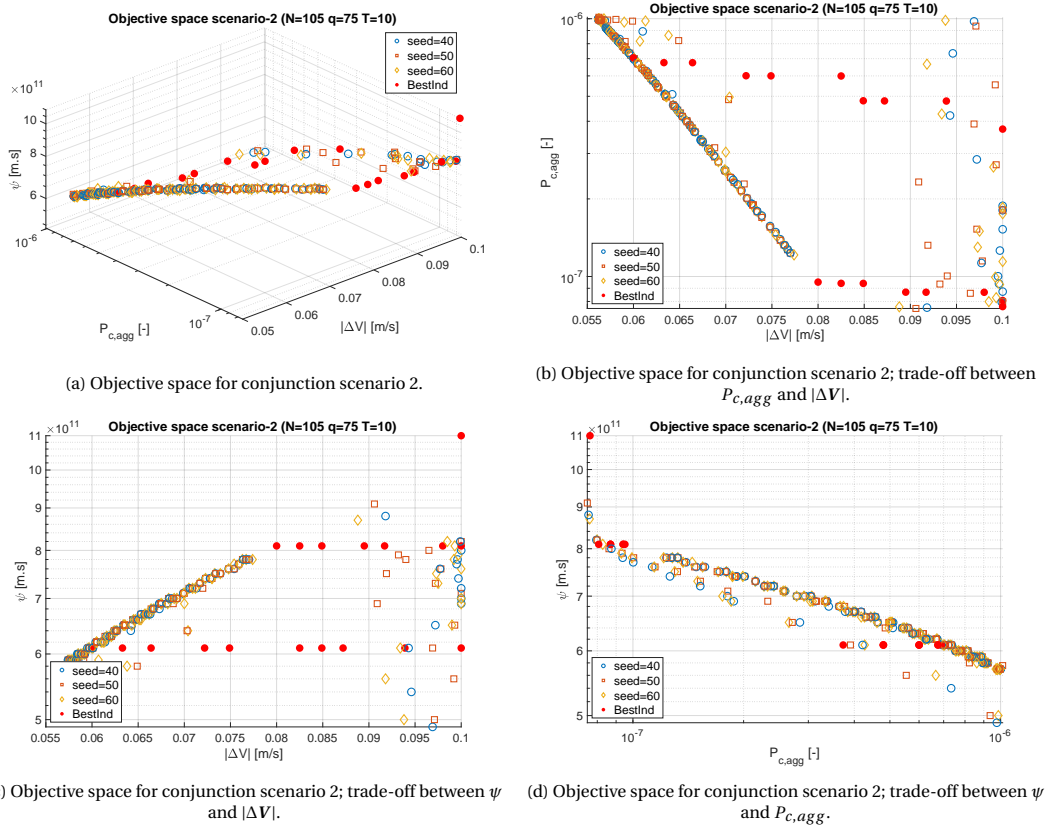 Objective space scenario-2 (N=105 q=75 T=10)
seed=40
seed=50
seed=60
BestInd
×10^11
10
8
6
ψ [m.s]
10^-6
10^-7
P_c,agg [-]
0.05
0.06
0.07
0.08
0.09
0.1
|ΔV| [m/s]
(a) Objective space for conjunction scenario 2.
Objective space scenario-2 (N=105 q=75 T=10)
10^-6
10^-7
P_c,agg [-]
seed=40
seed=50
seed=60
BestInd
0.055 0.06 0.065 0.07 0.075 0.08 0.085 0.09 0.095 0.1
|ΔV| [m/s]
(b) Objective space for conjunction scenario 2; trade-off between
P_c,agg and |ΔV|.
Objective space scenario-2 (N=105 q=75 T=10)
×10^11
11
10
9
8
7
6
5
ψ [m.s]
seed=40
seed=50
seed=60
BestInd
0.055 0.06 0.065 0.07 0.075 0.08 0.085 0.09 0.095 0.1
|ΔV| [m/s]
) Objective space for conjunction scenario 2; trade-off between ψ
and |ΔV|.
Objective space scenario-2 (N=105 q=75 T=10)
×10^11
11
10
9
8
7
6
5
ψ [m.s]
seed=40
seed=50
seed=60
BestInd
10^-7 10^-6
P_c,agg [-]
(d) Objective space for conjunction scenario 2; trade-off between ψ
and P_c,agg.